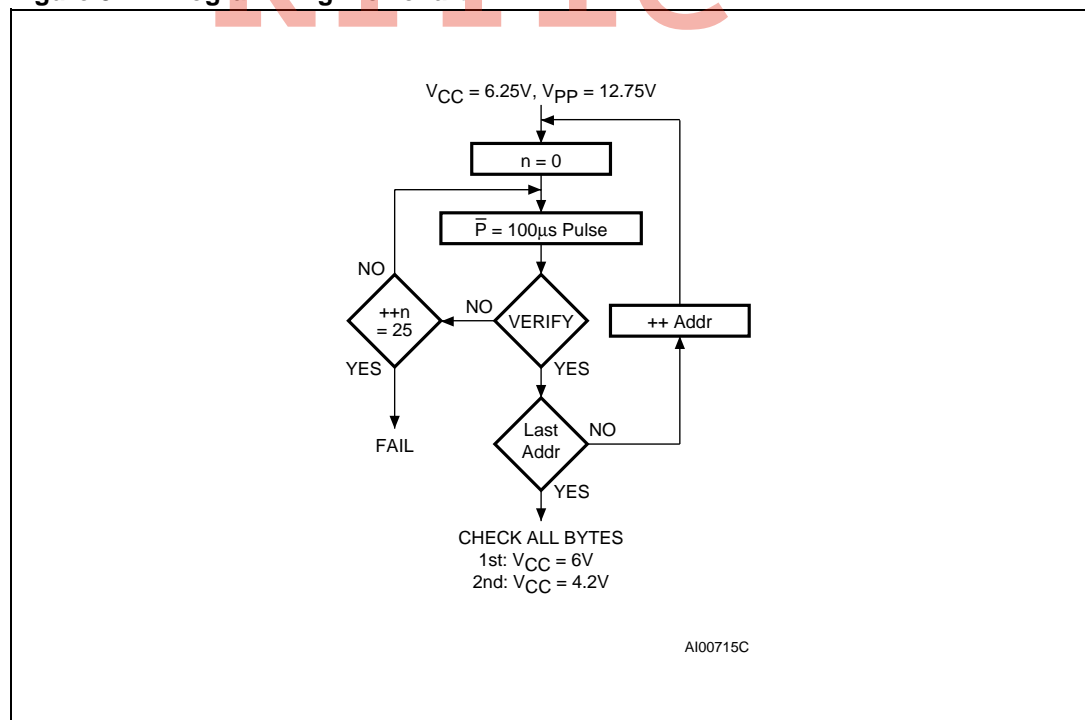 V_CC = 6.25V, V_PP = 12.75V
n = 0
P̅ = 100μs Pulse
NO
++n
= 25
NO
VERIFY
++ Addr
YES
YES
FAIL
Last
Addr
NO
YES
CHECK ALL BYTES
1st: V_CC = 6V
2nd: V_CC = 4.2V
AI00715C